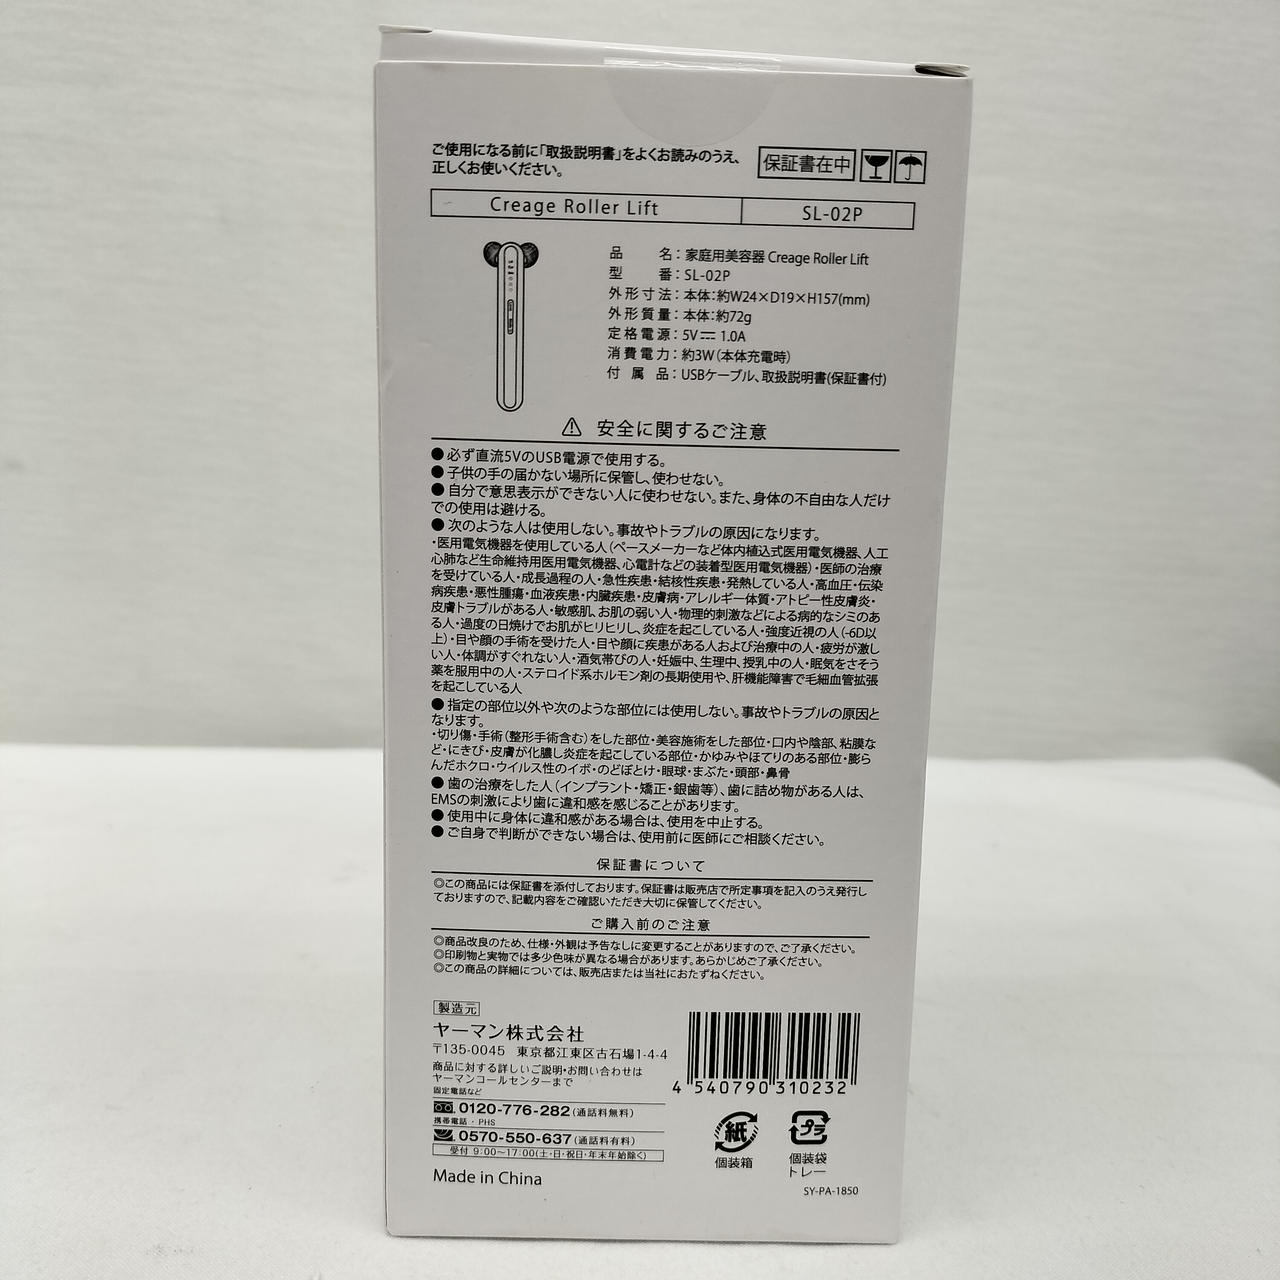 ご使用になる前に「取扱説明書」をよくお読みのうえ、
正しくお使いください。
保証書在中
Creage Roller Lift
SL-02P
品名：家庭用美容器 Creage Roller Lift
型番：SL-02P
外形寸法：本体：約W24×D19×H157(mm)
外形質量：本体：約72g
定格電源：5V⎓1.0A
消費電力：約3W（本体充電時）
付属品：USBケーブル、取扱説明書(保証書付)
⚠ 安全に関するご注意
●必ず直流5VのUSB電源で使用する。
●子供の手の届かない場所に保管し、使わせない。
●自分で意思表示ができない人に使わせない。また、身体の不自由な人だけ
での使用は避ける。
●次のような人は使用しない。事故やトラブルの原因になります。
・医用電気機器を使用している人（ペースメーカーなど体内植込式医用電気機器、人工
心肺など生命維持用医用電気機器、心電計などの装着型医用電気機器）・医師の治療
を受けている人・成長過程の人・急性疾患・結核性疾患・発熱している人・高血圧・伝染
病疾患・悪性腫瘍・血液疾患・内臓疾患・皮膚病・アレルギー体質・アトピー性皮膚炎・
皮膚トラブルがある人・敏感肌、お肌の弱い人・物理的刺激などによる病的なシミのあ
る人・過度の日焼けでお肌がヒリヒリし、炎症を起こしている人・強度近視の人（-6D以
上）・目や顔の手術を受けた人・目や顔に疾患がある人および治療中の人・疲労が激し
い人・体調がすぐれない人・酒気帯びの人・妊娠中、生理中、授乳中の人・眠気をさそう
薬を服用中の人・ステロイド系ホルモン剤の長期使用や、肝機能障害で毛細血管拡張
を起こしている人
●指定の部位以外や次のような部位には使用しない。事故やトラブルの原因と
なります。
・切り傷・手術（整形手術含む）をした部位・美容施術をした部位・口内や陰部、粘膜な
ど・にきび・皮膚が化膿し炎症を起こしている部位・かゆみやほてりのある部位・膨ら
んだホクロ・ウイルス性のイボ・のどぼとけ・眼球・まぶた・頭部・鼻骨
●歯の治療をした人（インプラント・矯正・銀歯等）、歯に詰め物がある人は、
EMSの刺激により歯に違和感を感じることがあります。
●使用中に身体に違和感がある場合は、使用を中止する。
●ご自身で判断ができない場合は、使用前に医師にご相談ください。
保証書について
◎この商品には保証書を添付しております。保証書は販売店で所定事項を記入のうえ発行し
ておりますので、記載内容をご確認いただき大切に保管してください。
ご購入前のご注意
◎商品改良のため、仕様・外観は予告なしに変更することがありますので、ご了承ください。
◎印刷物と実物では多少色味が異なる場合があります。あらかじめご了承ください。
◎この商品の詳細については、販売店または当社におたずねください。
製造元
ヤーマン株式会社
〒135-0045 東京都江東区古石場1-4-4
商品に対する詳しいご説明・お問い合わせは
ヤーマンコールセンターまで
固定電話など
0120-776-282(通話料無料)
携帯電話・PHS
0570-550-637(通話料有料)
受付 9:00〜17:00(土・日・祝日・年末年始除く)
Made in China
4 540790 310232
紙
個装箱
プラ
個装袋
トレー
SY-PA-1850